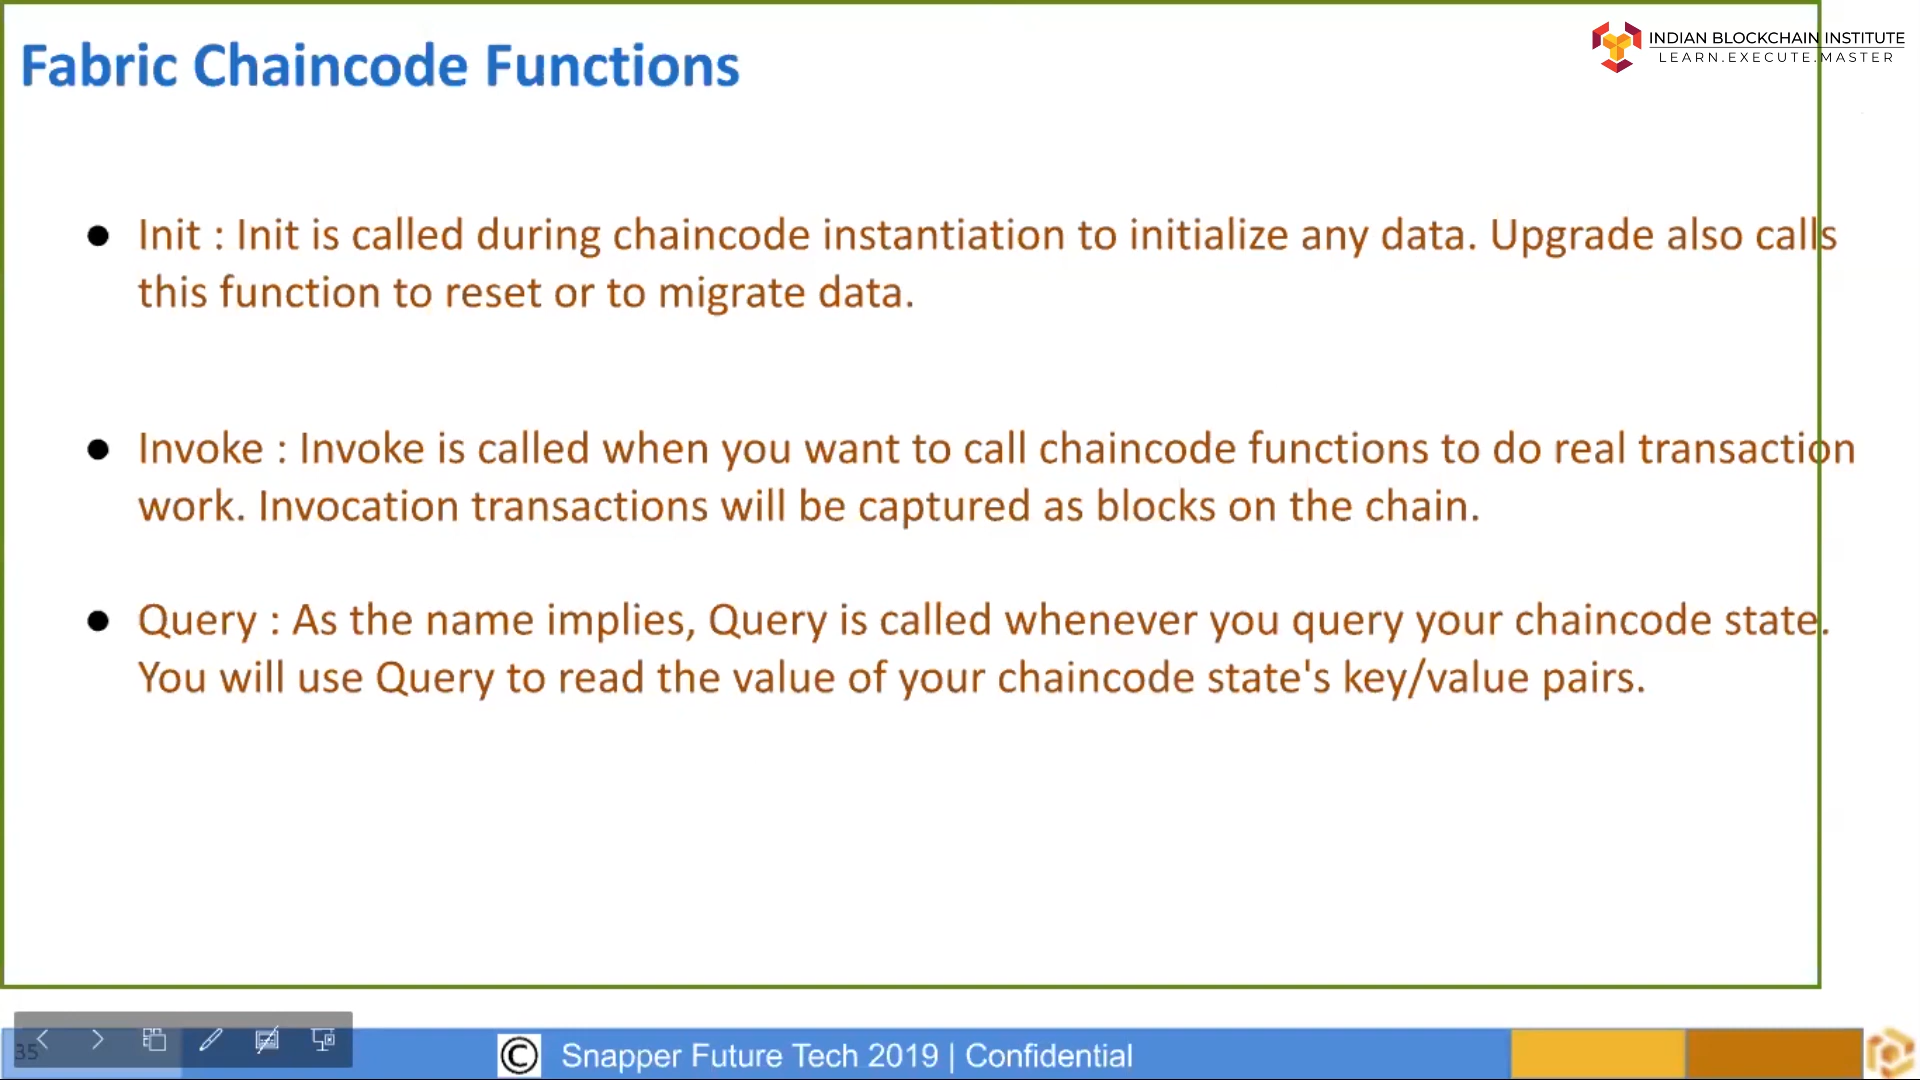 Fabric Chaincode Functions
INDIAN BLOCKCHAIN INSTITUTE
LEARN.EXECUTE.MASTER
● Init : Init is called during chaincode instantiation to initialize any data. Upgrade also calls
this function to reset or to migrate data.
● Invoke : Invoke is called when you want to call chaincode functions to do real transaction
work. Invocation transactions will be captured as blocks on the chain.
● Query : As the name implies, Query is called whenever you query your chaincode state.
You will use Query to read the value of your chaincode state's key/value pairs.
35
© Snapper Future Tech 2019 | Confidential